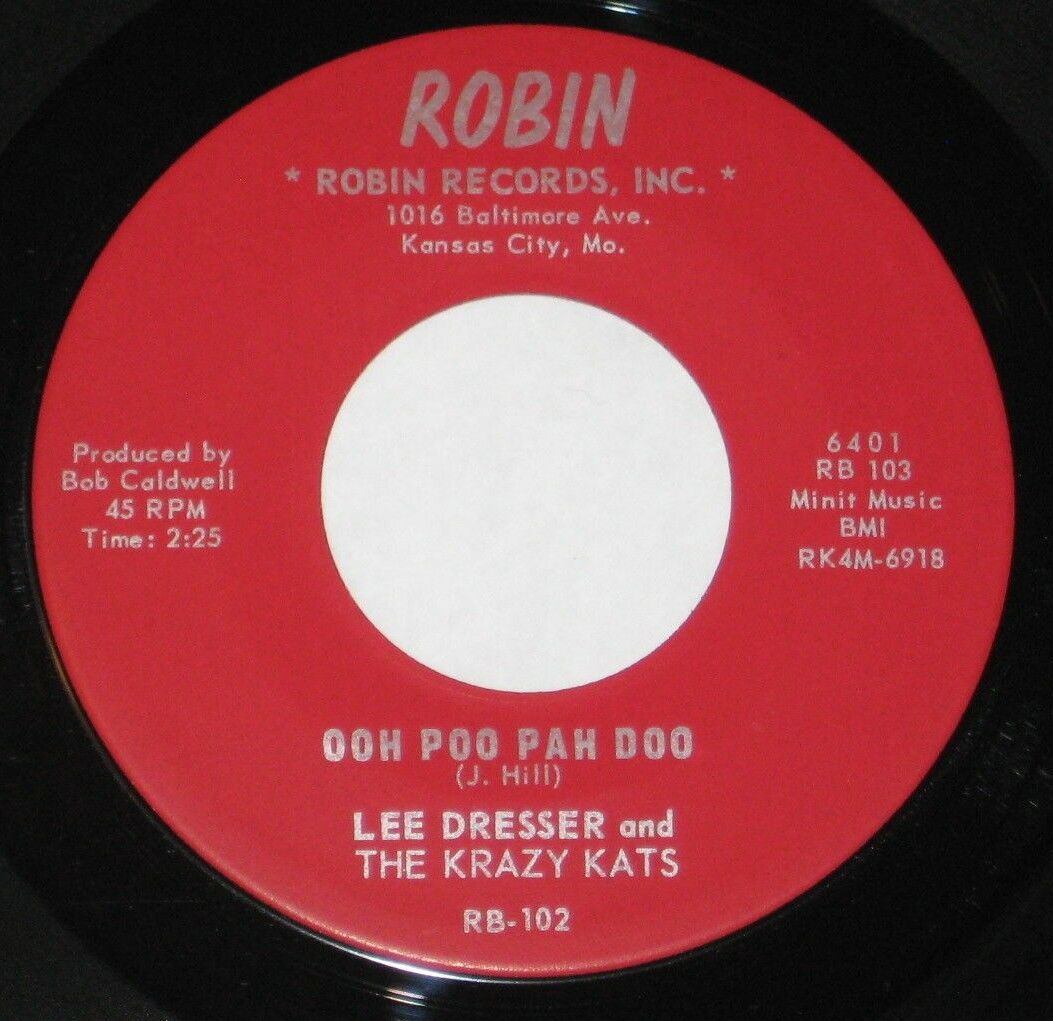 ROBIN
* ROBIN RECORDS, INC. *
1016 Baltimore Ave.
Kansas City, Mo.
Produced by
Bob Caldwell
45 RPM
Time: 2:25
6401
RB 103
Minit Music
BMI
RK4M-6918
OOH POO PAH DOO
(J. Hill)
LEE DRESSER and
THE KRAZY KATS
RB-102